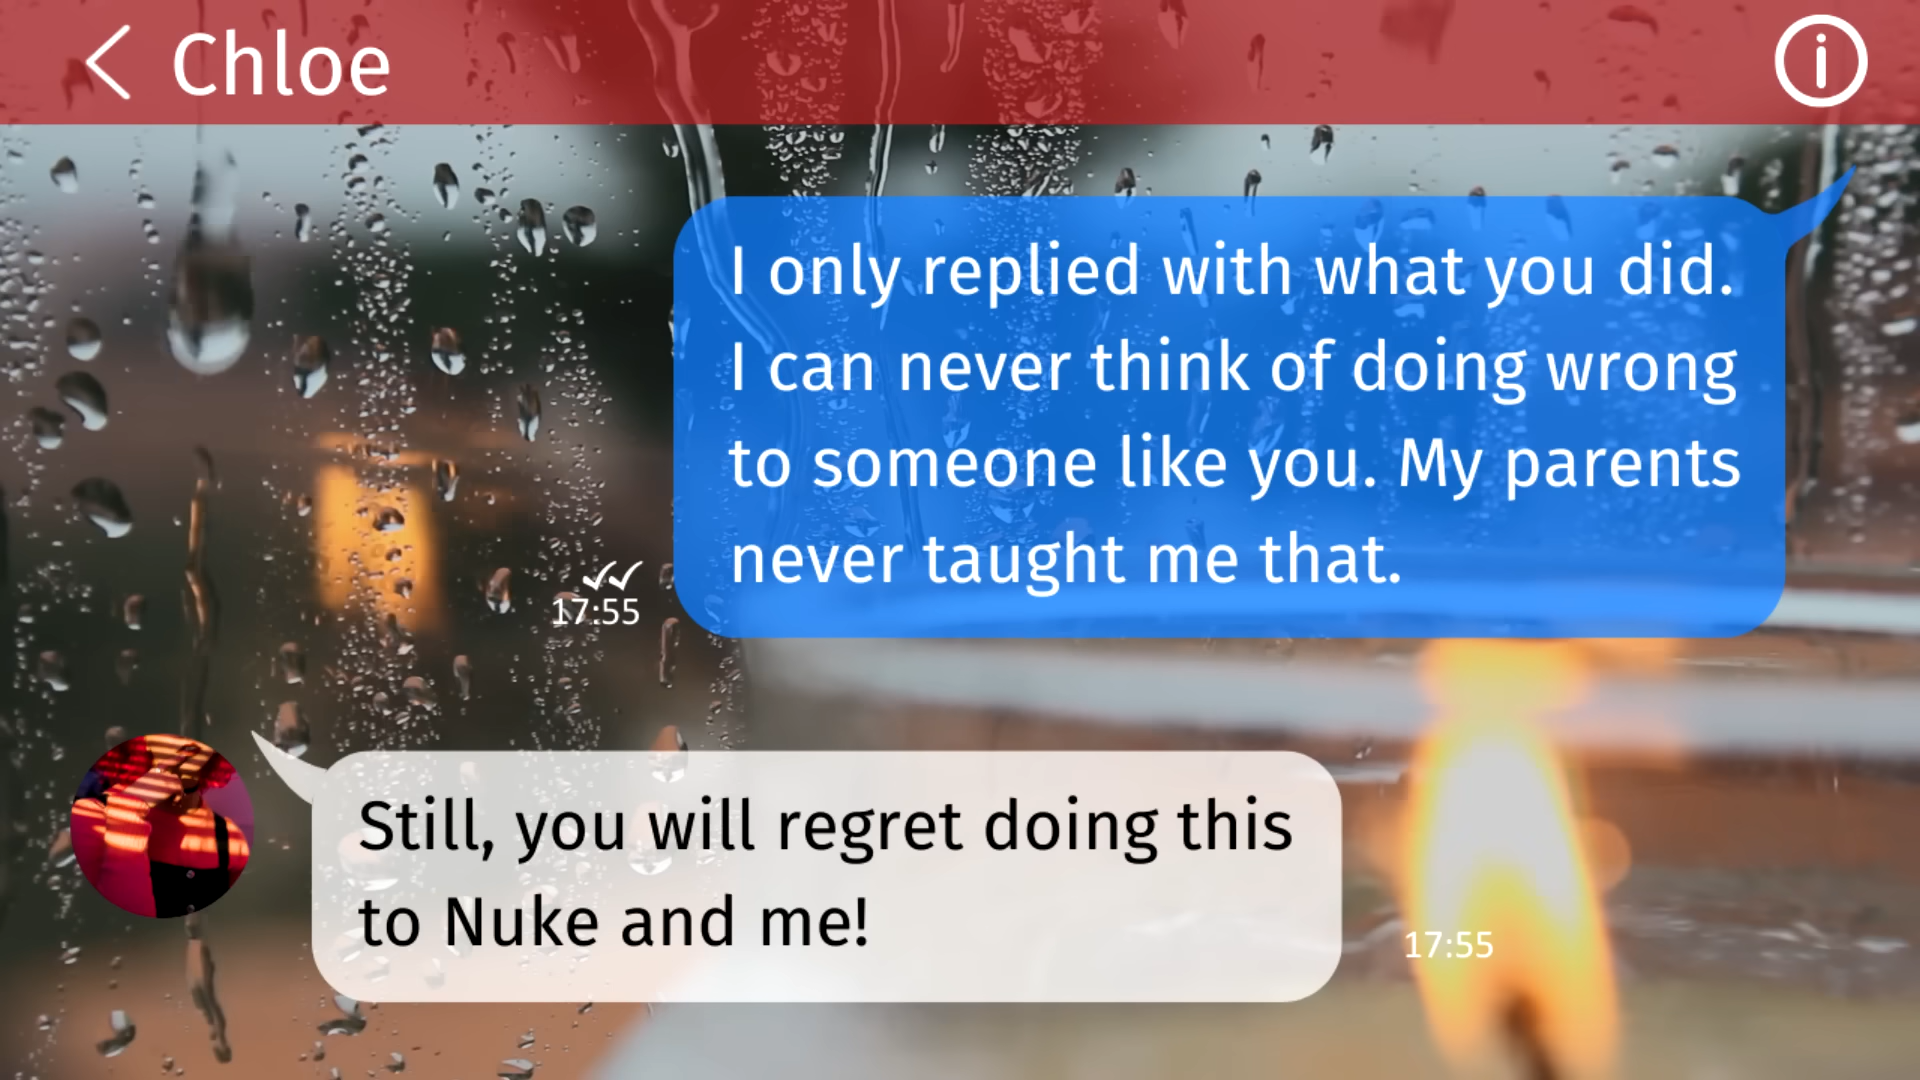 Chloe
I only replied with what you did.
I can never think of doing wrong
to someone like you. My parents
never taught me that.
17:55
Still, you will regret doing this
to Nuke and me!
17:55